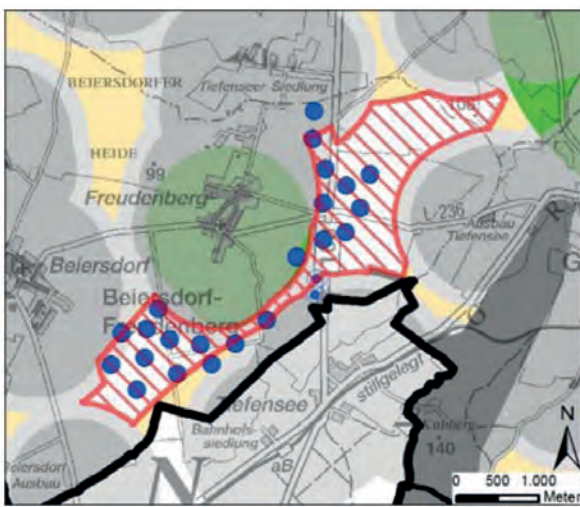 BEIERSDORFER
Tiefenseer Siedlung
106
HEIDE
99
Freudenberg
L-236
Ausbau
Tiefensee
R
O
G
Beiersdorf
Beiersdorf-
Freudenberg
stillgelegt
Tiefensee
Bahnhofs-
siedlung
140
N
Beiersdorf
Ausbau
aB
N
0 500 1.000
Meter